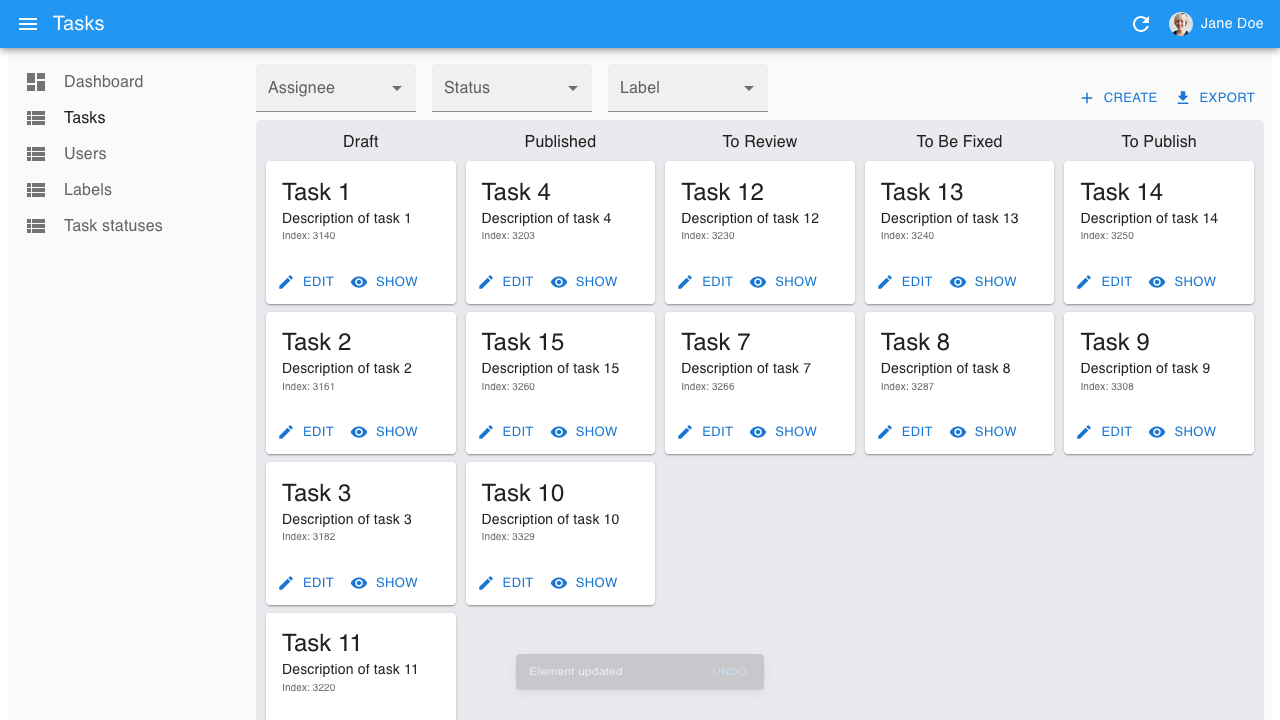 Tasks
Jane Doe
Dashboard
Tasks
Users
Labels
Task statuses
Assignee
Status
Label
CREATE
EXPORT
Draft
Published
To Review
To Be Fixed
To Publish
Task 1
Description of task 1
Index: 3140
EDIT
SHOW
Task 4
Description of task 4
Index: 3203
EDIT
SHOW
Task 12
Description of task 12
Index: 3230
EDIT
SHOW
Task 13
Description of task 13
Index: 3240
EDIT
SHOW
Task 14
Description of task 14
Index: 3250
EDIT
SHOW
Task 2
Description of task 2
Index: 3161
EDIT
SHOW
Task 15
Description of task 15
Index: 3260
EDIT
SHOW
Task 7
Description of task 7
Index: 3266
EDIT
SHOW
Task 8
Description of task 8
Index: 3287
EDIT
SHOW
Task 9
Description of task 9
Index: 3308
EDIT
SHOW
Task 3
Description of task 3
Index: 3182
EDIT
SHOW
Task 10
Description of task 10
Index: 3329
EDIT
SHOW
Task 11
Description of task 11
Index: 3220
Element updated
UNDO